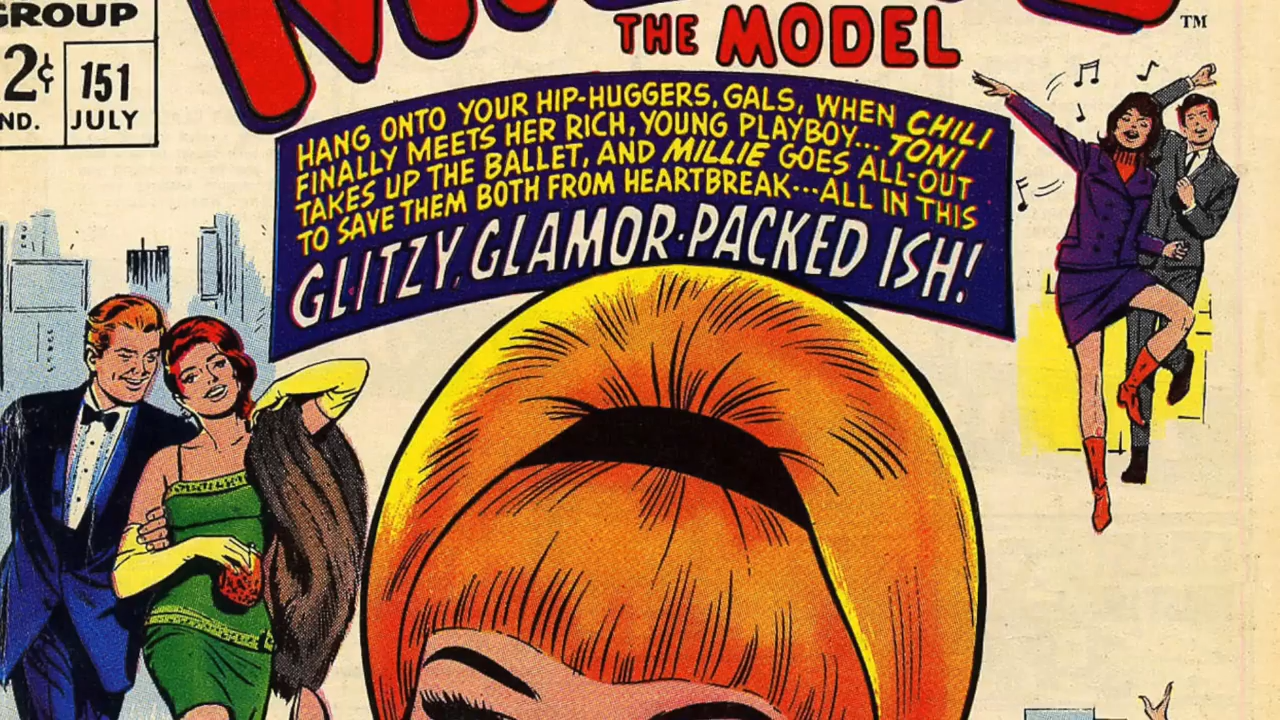 GROUP
2¢
151
ND.
JULY
THE MODEL
TM
HANG ONTO YOUR HIP-HUGGERS, GALS, WHEN CHILI
FINALLY MEETS HER RICH, YOUNG PLAYBOY... TONI
TAKES UP THE BALLET, AND MILLIE GOES ALL-OUT
TO SAVE THEM BOTH FROM HEARTBREAK...ALL IN THIS
GLITZY, GLAMOR-PACKED ISH!